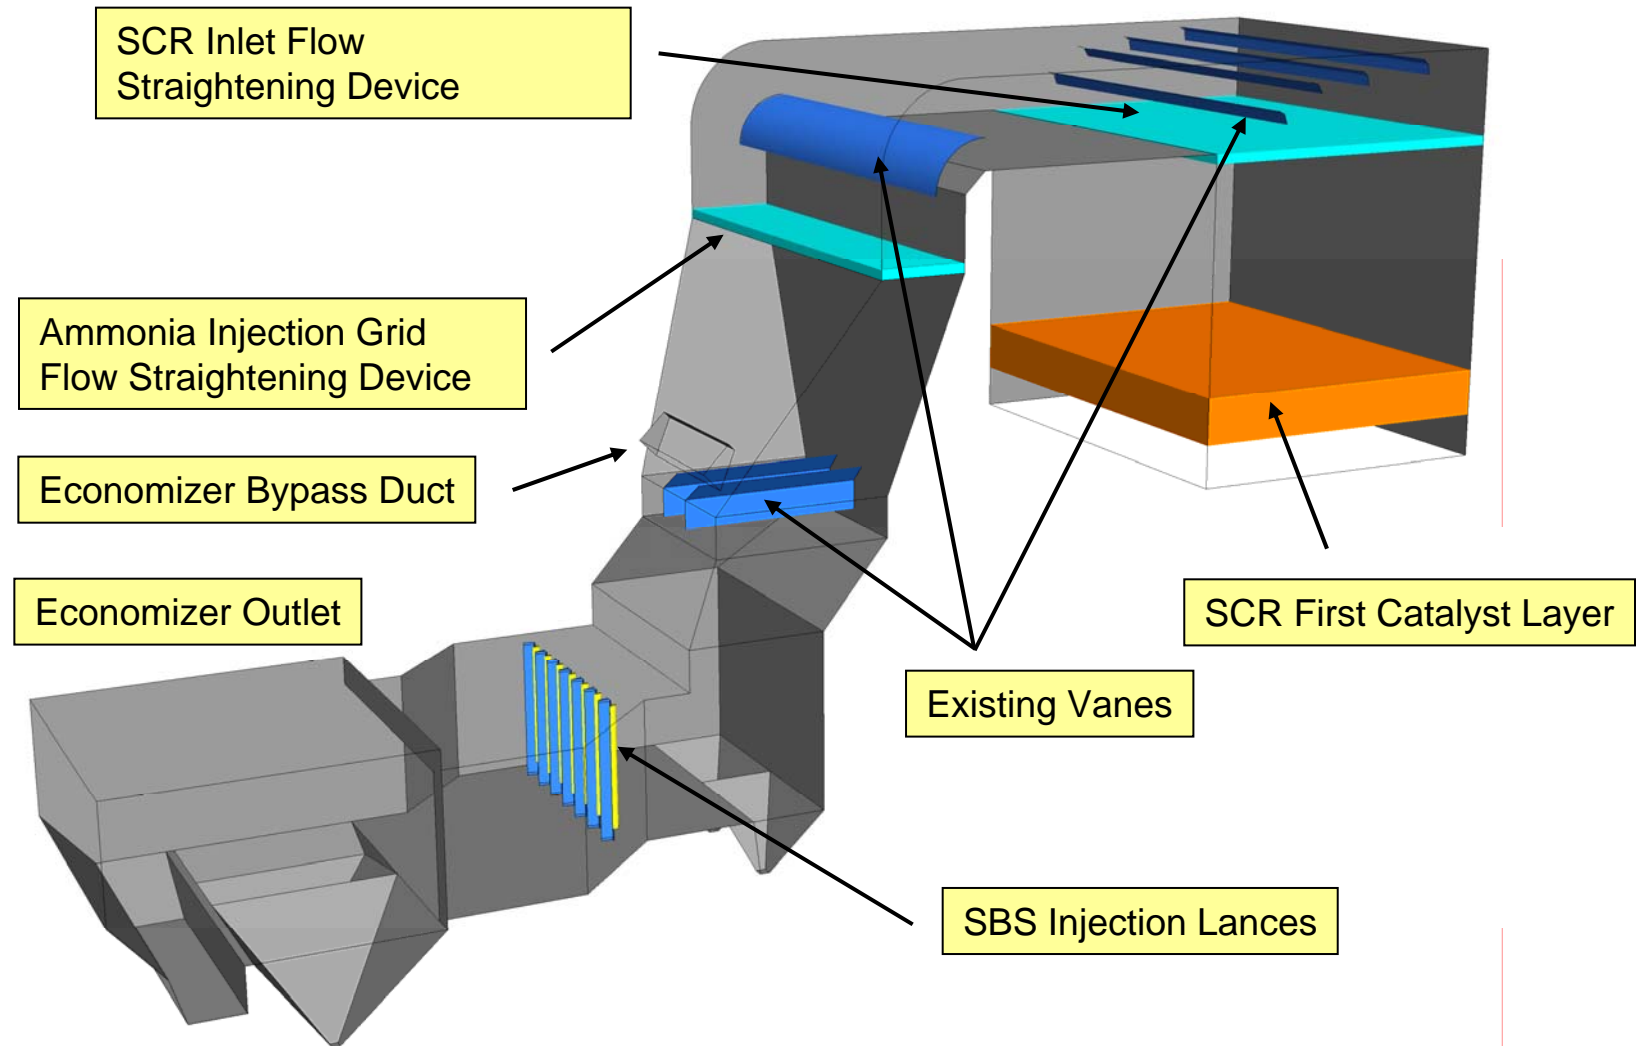 SCR Inlet Flow
Straightening Device
Ammonia Injection Grid
Flow Straightening Device
Economizer Bypass Duct
Economizer Outlet
SCR First Catalyst Layer
Existing Vanes
SBS Injection Lances